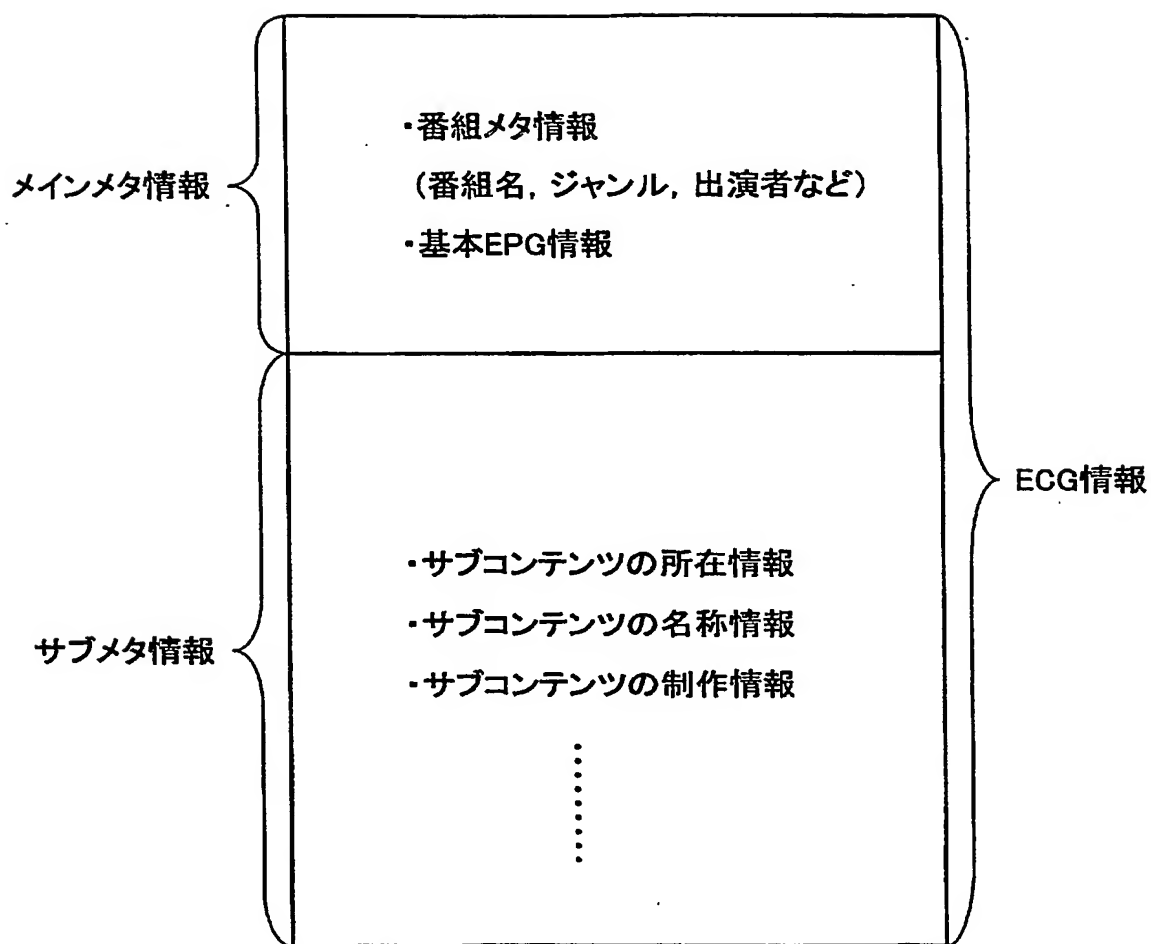 ・番組メタ情報
メインメタ情報
（番組名, ジャンル, 出演者など）
・基本EPG情報
ECG情報
・サブコンテンツの所在情報
・サブコンテンツの名称情報
サブメタ情報
・サブコンテンツの制作情報